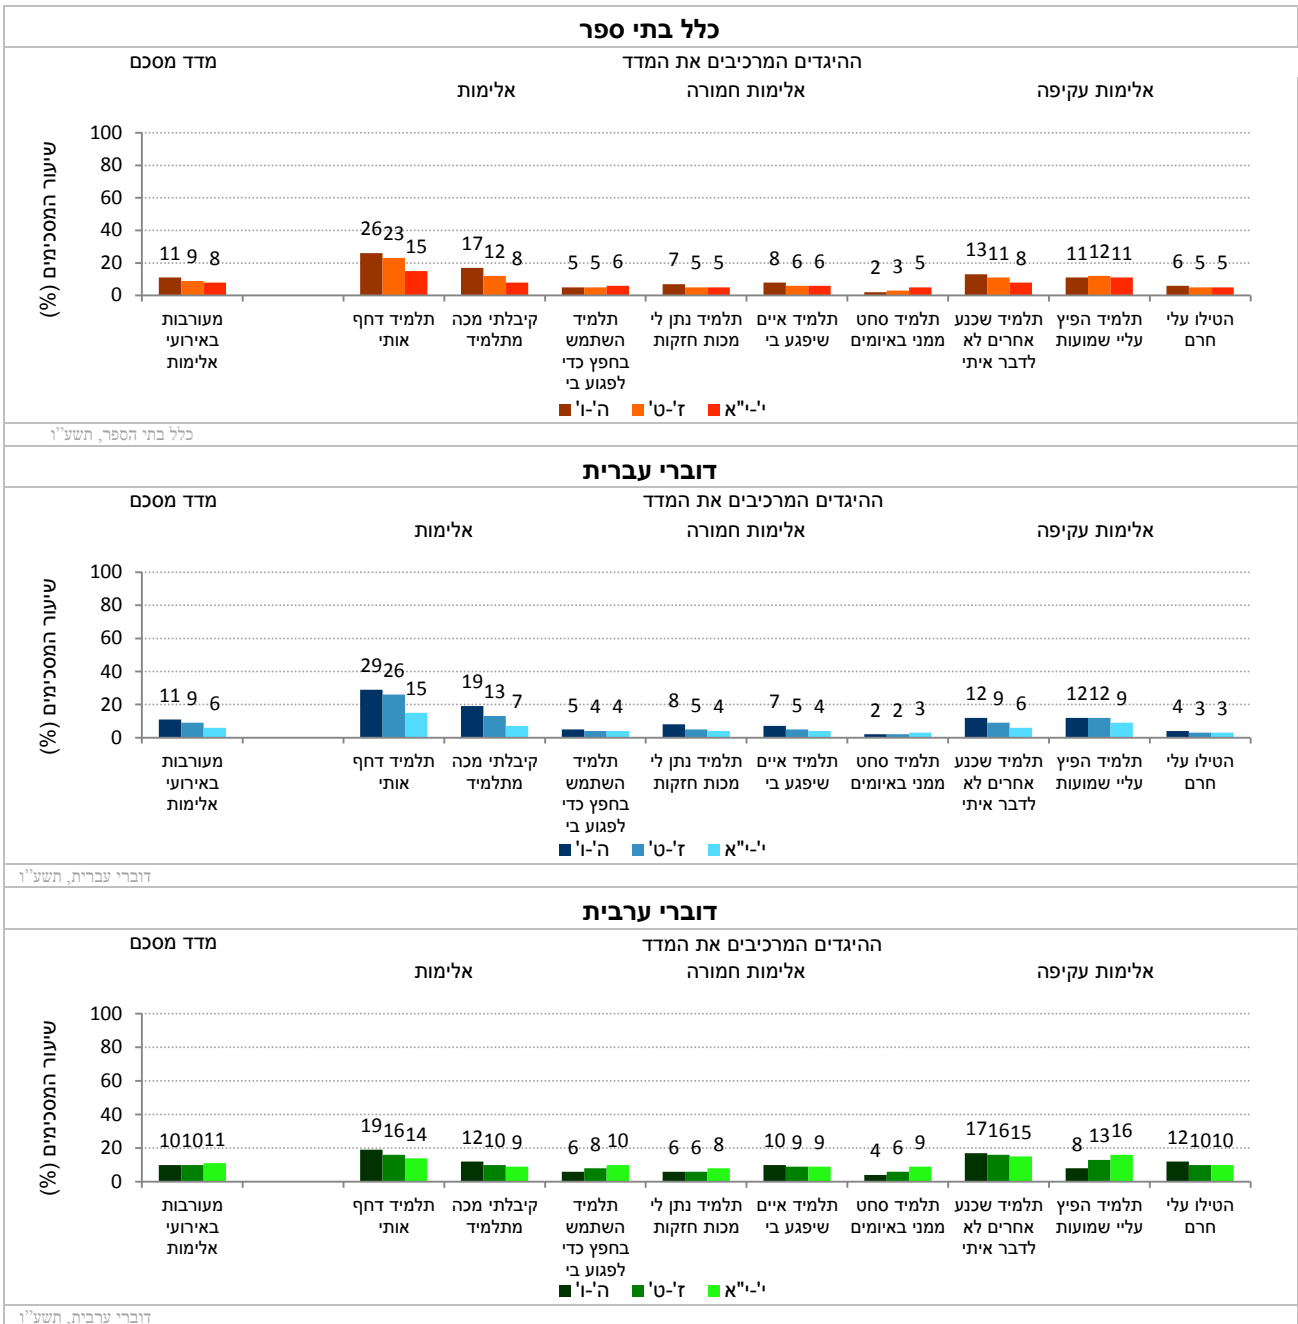 כלל בתי ספר
מדד מסכם
ההיגדים המרכיבים את המדד
אלימות
אלימות חמורה
אלימות עקיפה
שיעור המסכימים (%)
100
80
60
40
20
0
11 9 8
26 23 15
17 12 8
5 5 6
7 5 5
8 6 6
2 3 5
13 11 8
11 12 11
6 5 5
מעורבות
באירועי
אלימות
תלמיד דחף
אותי
קיבלתי מכה
מתלמיד
תלמיד
השתמש
בחפץ כדי
לפגוע בי
תלמיד נתן לי
מכות חזקות
תלמיד איים
שיפגע בי
תלמיד סחט
ממני באיומים
תלמיד שכנע
אחרים לא
לדבר איתי
תלמיד הפיץ
עליי שמועות
הטילו עלי
חרם
ה'-ו'
ז'-ט'
י'-י"א
כלל בתי הספר, תשע"ו
דוברי עברית
מדד מסכם
ההיגדים המרכיבים את המדד
אלימות
אלימות חמורה
אלימות עקיפה
שיעור המסכימים (%)
100
80
60
40
20
0
11 9 6
29 26 15
19 13 7
5 4 4
8 5 4
7 5 4
2 2 3
12 9 6
12 12 9
4 3 3
מעורבות
באירועי
אלימות
תלמיד דחף
אותי
קיבלתי מכה
מתלמיד
תלמיד
השתמש
בחפץ כדי
לפגוע בי
תלמיד נתן לי
מכות חזקות
תלמיד איים
שיפגע בי
תלמיד סחט
ממני באיומים
תלמיד שכנע
אחרים לא
לדבר איתי
תלמיד הפיץ
עליי שמועות
הטילו עלי
חרם
ה'-ו'
ז'-ט'
י'-י"א
דוברי עברית, תשע"ו
דוברי ערבית
מדד מסכם
ההיגדים המרכיבים את המדד
אלימות
אלימות חמורה
אלימות עקיפה
שיעור המסכימים (%)
100
80
60
40
20
0
10 10 11
19 16 14
12 10 9
6 8 10
6 6 8
10 9 9
4 6 9
17 16 15
8 13 16
12 10 10
מעורבות
באירועי
אלימות
תלמיד דחף
אותי
קיבלתי מכה
מתלמיד
תלמיד
השתמש
בחפץ כדי
לפגוע בי
תלמיד נתן לי
מכות חזקות
תלמיד איים
שיפגע בי
תלמיד סחט
ממני באיומים
תלמיד שכנע
אחרים לא
לדבר איתי
תלמיד הפיץ
עליי שמועות
הטילו עלי
חרם
ה'-ו'
ז'-ט'
י'-י"א
דוברי ערבית, תשע"ו